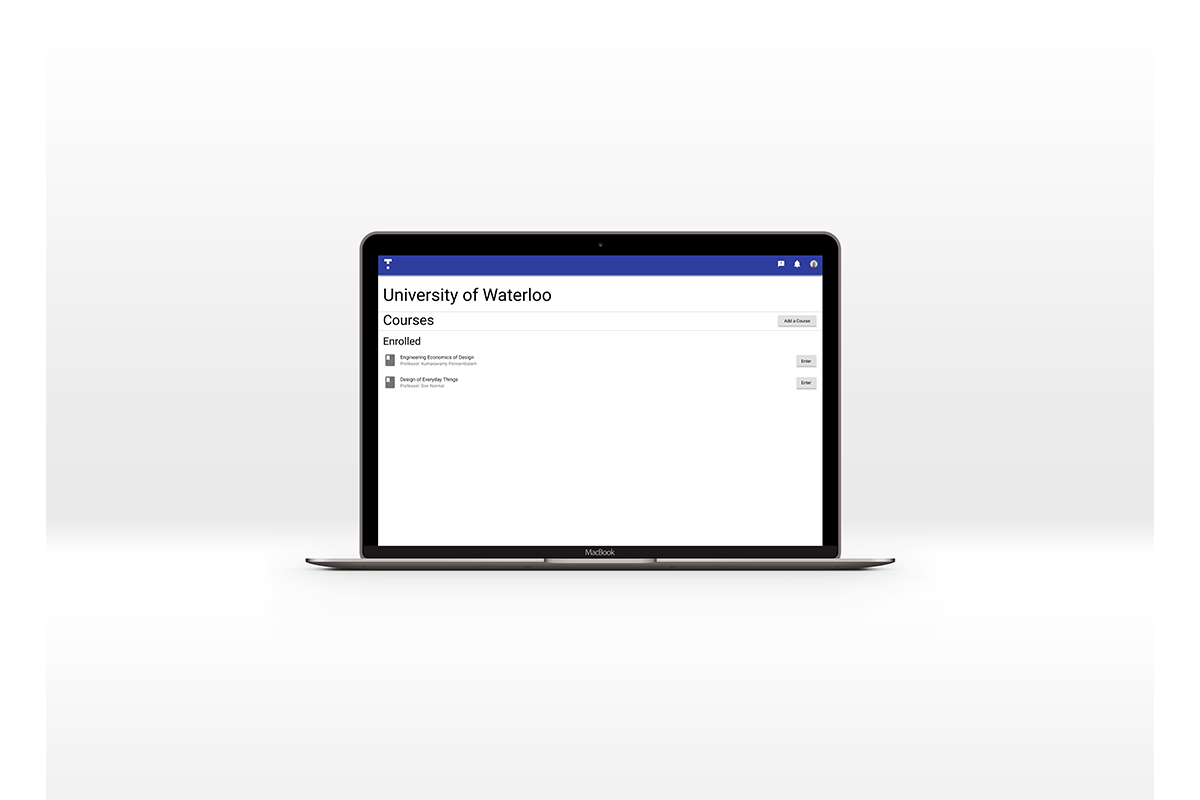 University of Waterloo
Courses
Add a Course
Enrolled
Engineering Economics of Design
Professor Kumaraswamy Ponnambalam
Enter
Design of Everyday Things
Professor Don Norman
Enter
MacBook